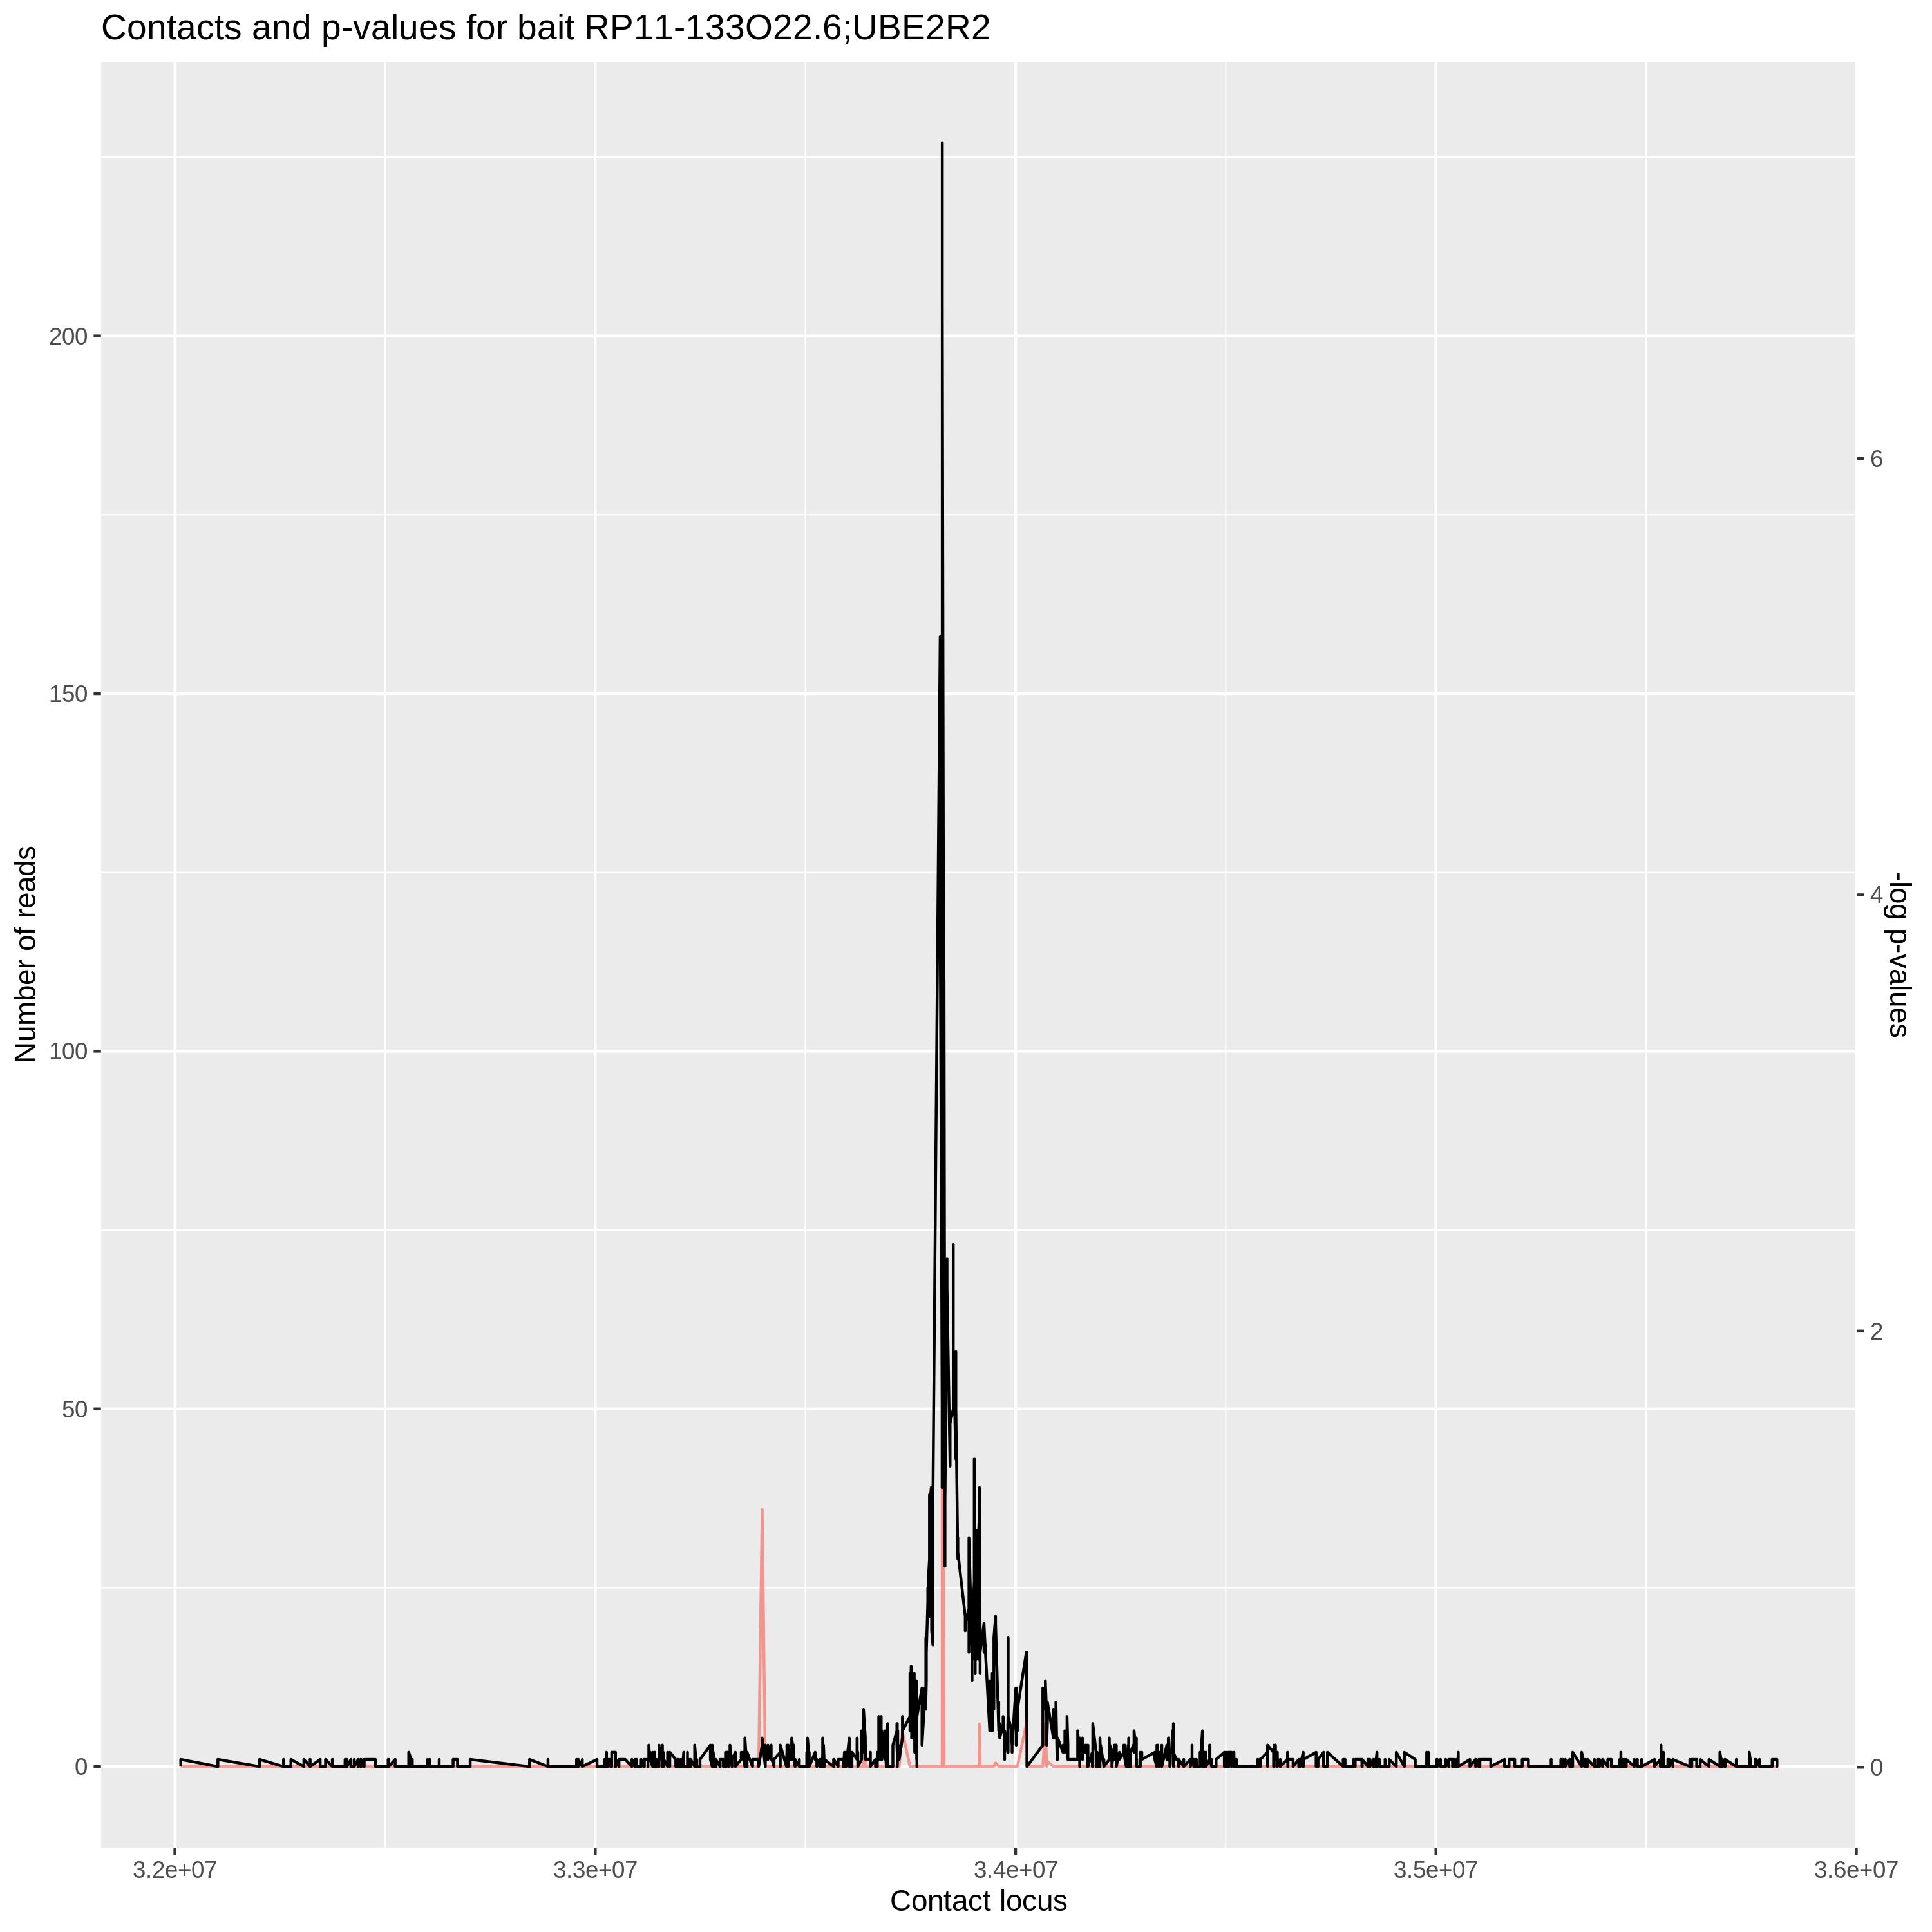 Contacts and p-values for bait RP11-133O22.6;UBE2R2
200
150
100
50
0
Number of reads
6
4
2
0
-log p-values
3.2e+07
3.3e+07
3.4e+07
3.5e+07
3.6e+07
Contact locus